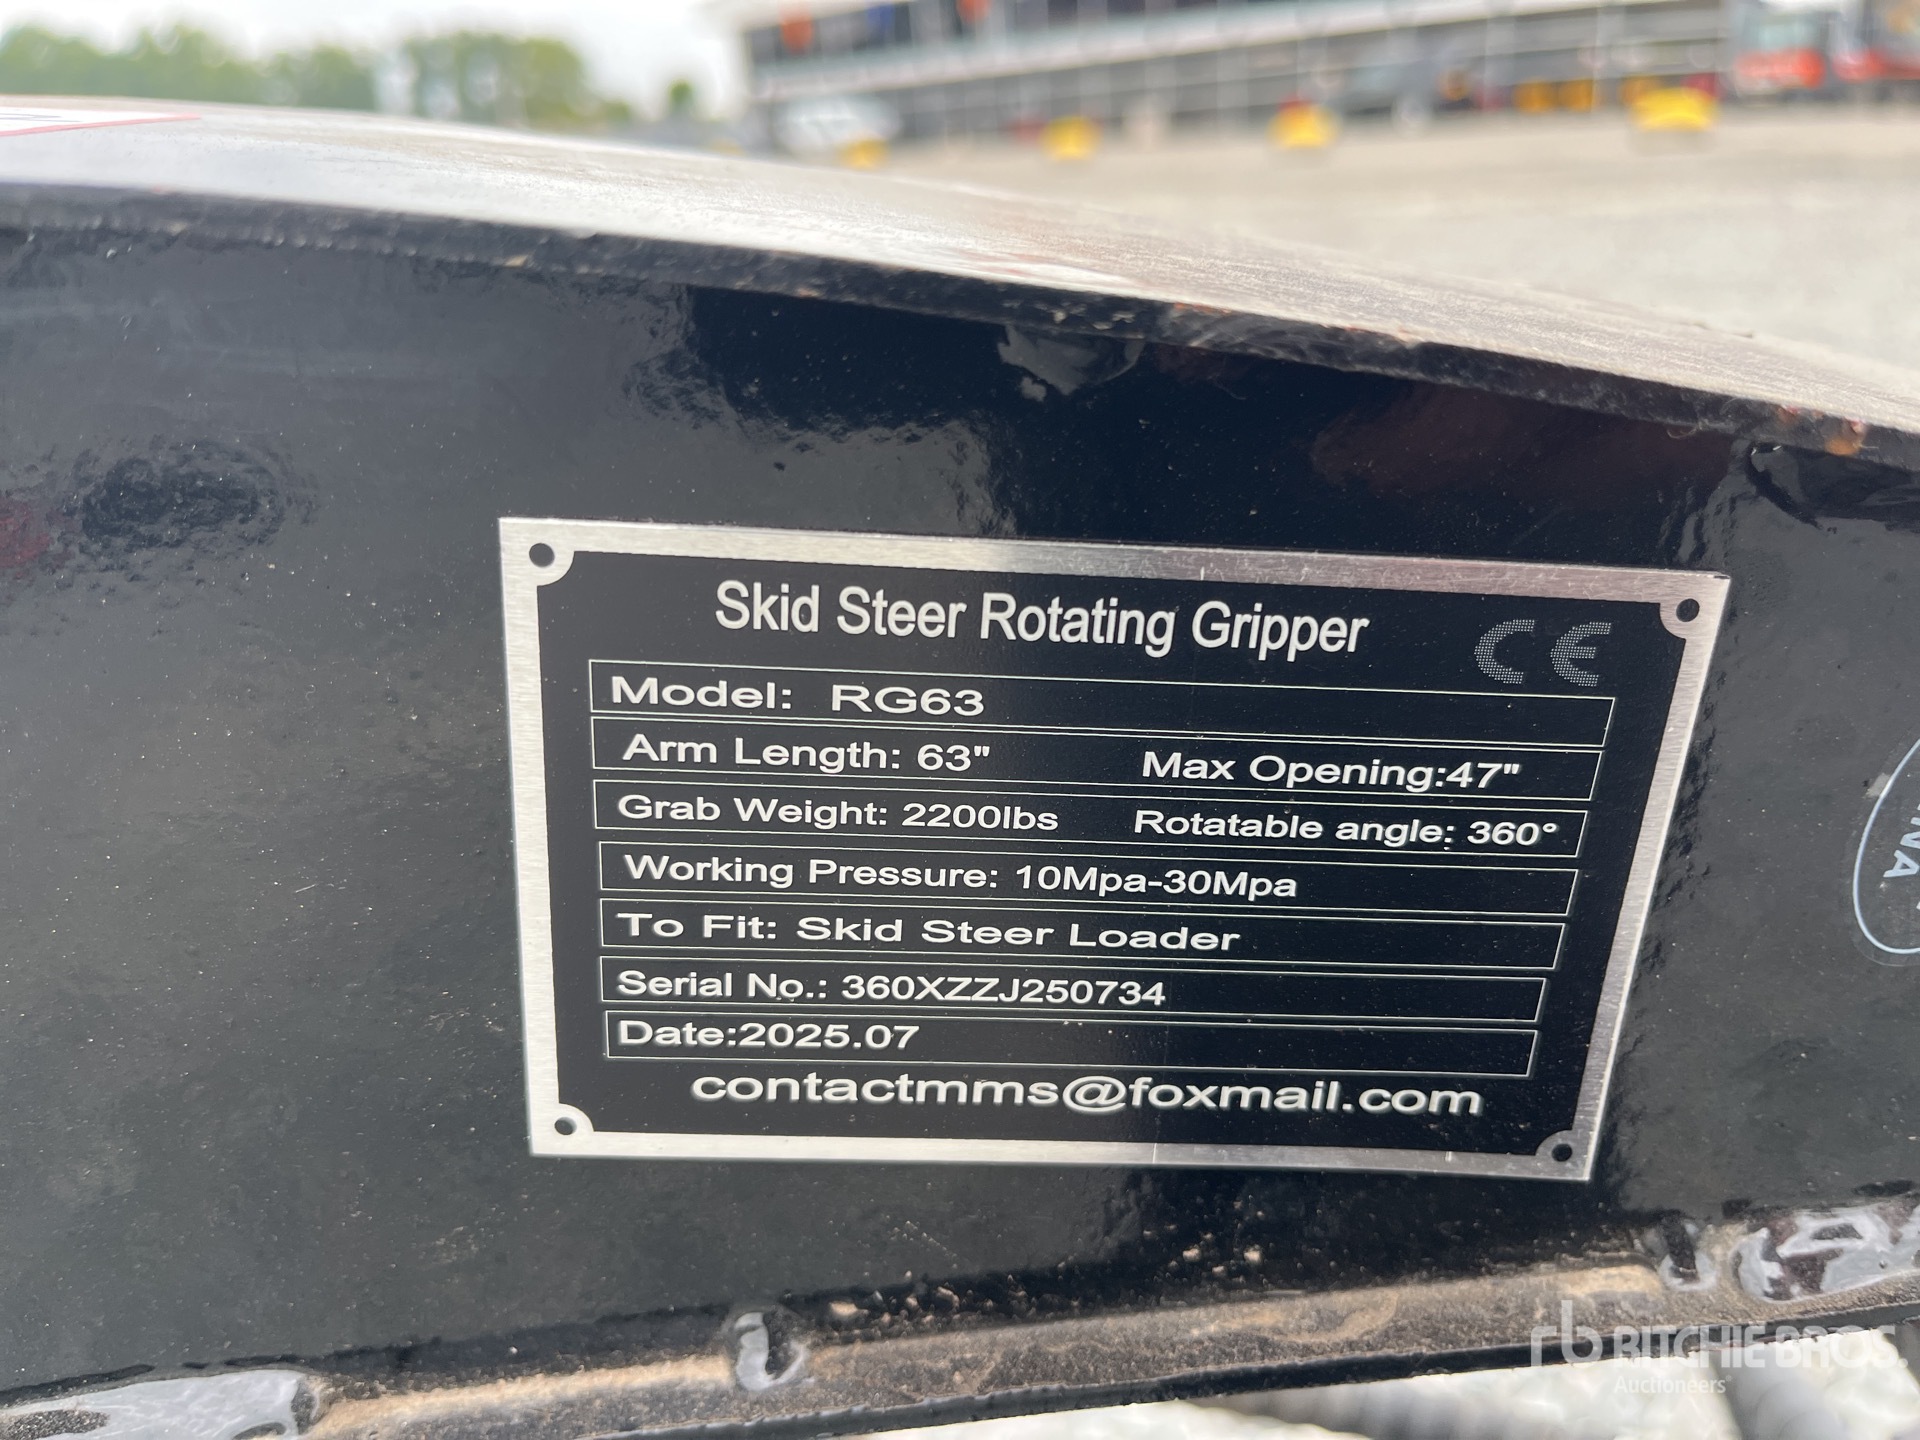 Skid Steer Rotating Gripper
CE
Model: RG63
Arm Length: 63" Max Opening:47"
Grab Weight: 2200lbs Rotatable angle: 360°
Working Pressure: 10Mpa-30Mpa
To Fit: Skid Steer Loader
Serial No.: 360XZZJ250734
Date:2025.07
contactmms@foxmail.com
rb RITCHIE BROS.
Auctioneers